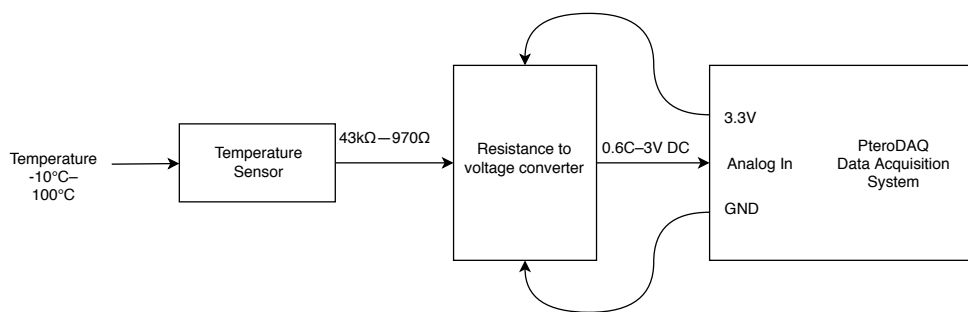 Temperature
-10°C–
100°C
Temperature
Sensor
43kΩ—970Ω
Resistance to
voltage converter
0.6C–3V DC
3.3V
Analog In
GND
PteroDAQ
Data Acquisition
System